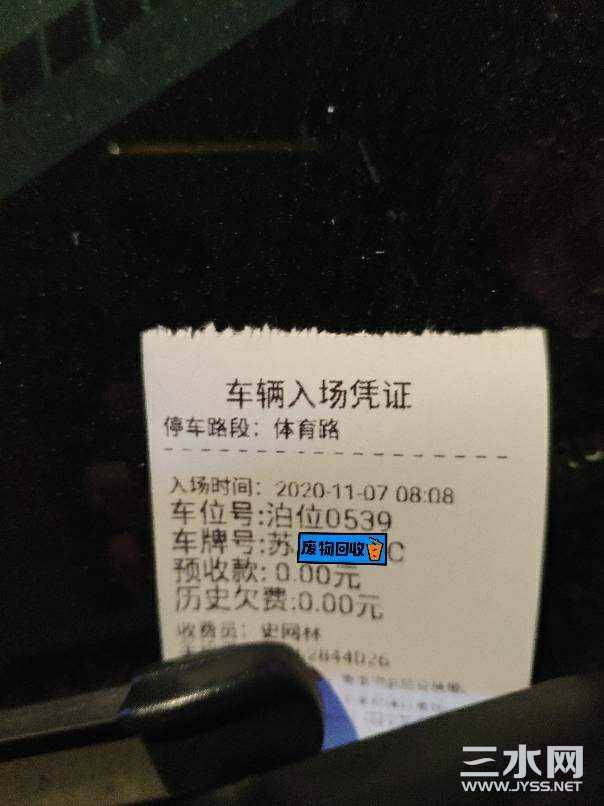 车辆入场凭证
停车路段：体育路
入场时间：2020-11-07 08:08
车位号:泊位0539
车牌号:苏 废物回收 C
预收款: 0.00元
历史欠费:0.00元
收费员：史网林
2844026
三水网
WWW.JYSS.NET